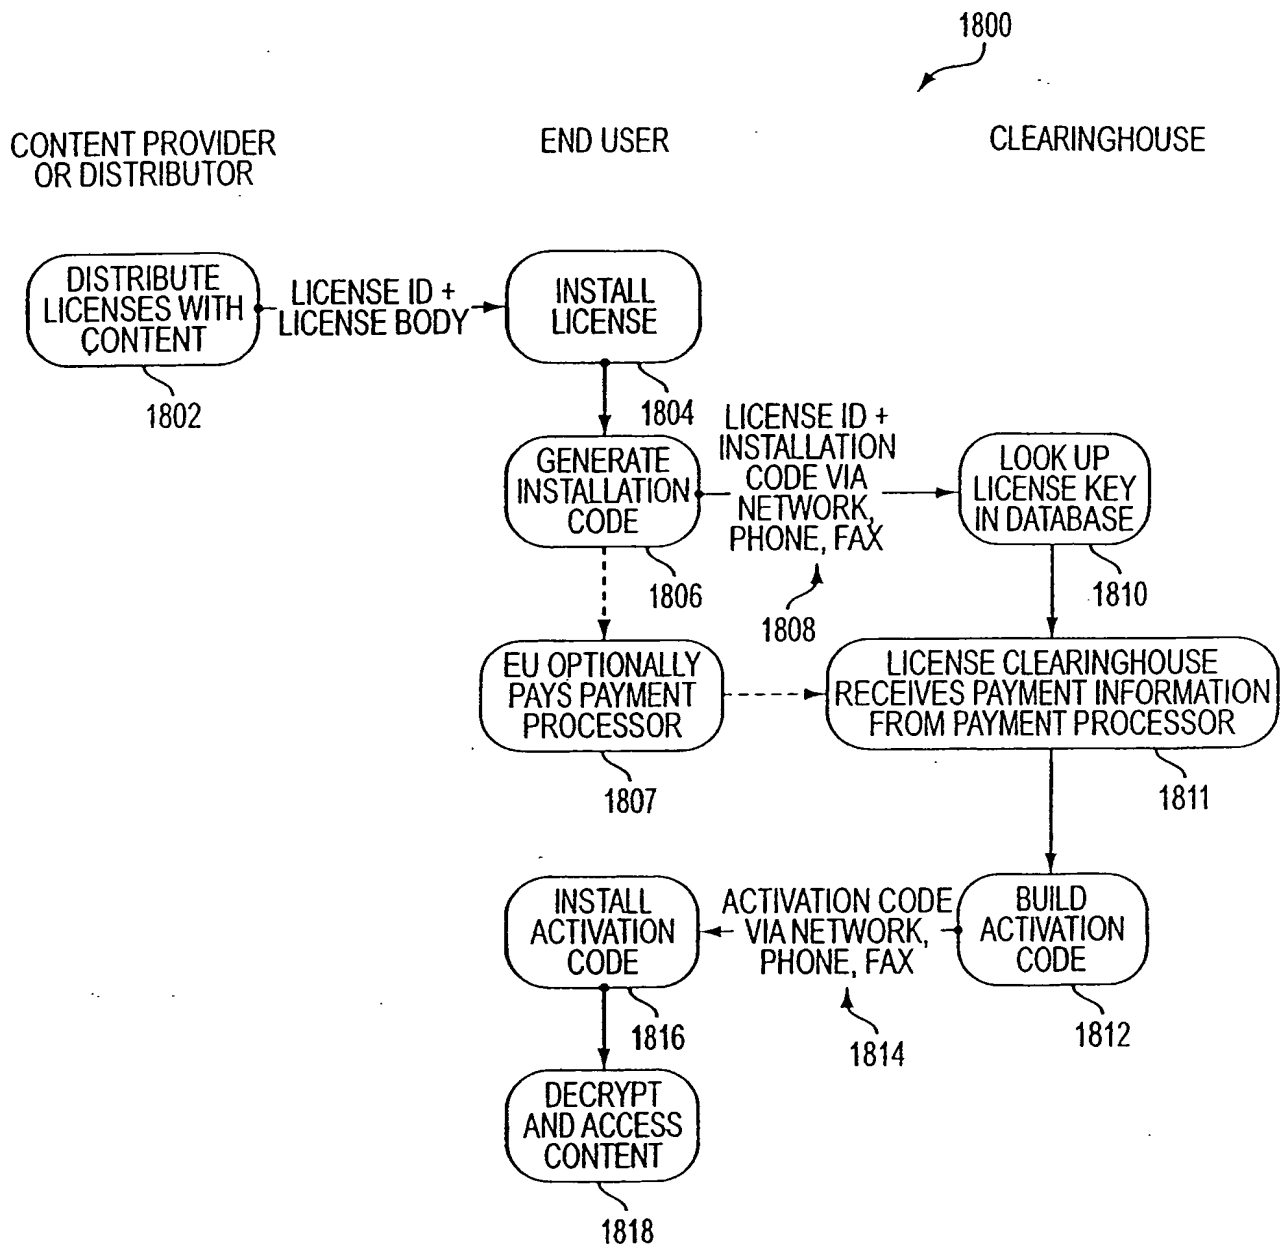 1800
CONTENT PROVIDER
OR DISTRIBUTOR
END USER
CLEARINGHOUSE
DISTRIBUTE
LICENSES WITH
CONTENT
1802
LICENSE ID +
LICENSE BODY
INSTALL
LICENSE
1804
GENERATE
INSTALLATION
CODE
1806
LICENSE ID +
INSTALLATION
CODE VIA
NETWORK,
PHONE, FAX
1808
LOOK UP
LICENSE KEY
IN DATABASE
1810
EU OPTIONALLY
PAYS PAYMENT
PROCESSOR
1807
LICENSE CLEARINGHOUSE
RECEIVES PAYMENT INFORMATION
FROM PAYMENT PROCESSOR
1811
INSTALL
ACTIVATION
CODE
1816
ACTIVATION CODE
VIA NETWORK,
PHONE, FAX
1814
BUILD
ACTIVATION
CODE
1812
DECRYPT
AND ACCESS
CONTENT
1818